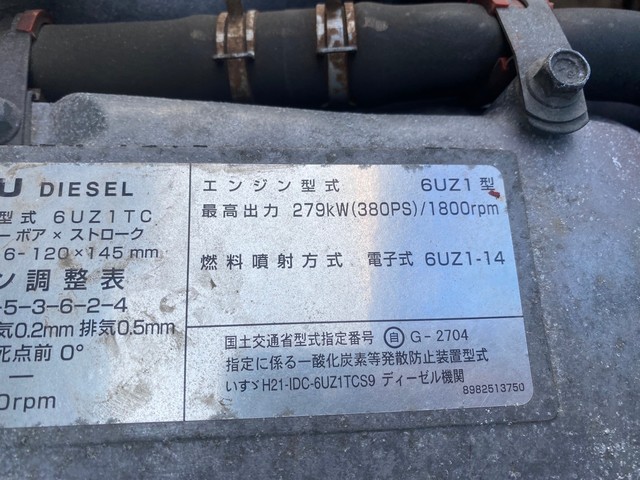 U DIESEL
型式 6UZ1TC
ーボア×ストローク
6-120×145mm
ン調整表
-5-3-6-2-4
気0.2mm 排気0.5mm
死点前 0°
—
0rpm
エンジン型式 6UZ1型
最高出力 279kW(380PS)/1800rpm
燃料噴射方式 電子式 6UZ1-14
国土交通省型式指定番号 自 G-2704
指定に係る一酸化炭素等発散防止装置型式
いすゞH21-IDC-6UZ1TCS9 ディーゼル機関
8982513750